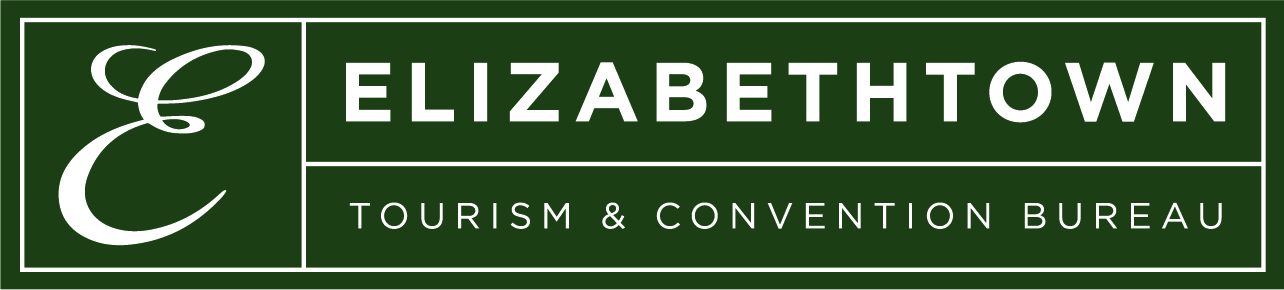 E
ELIZABETHTOWN
TOURISM & CONVENTION BUREAU